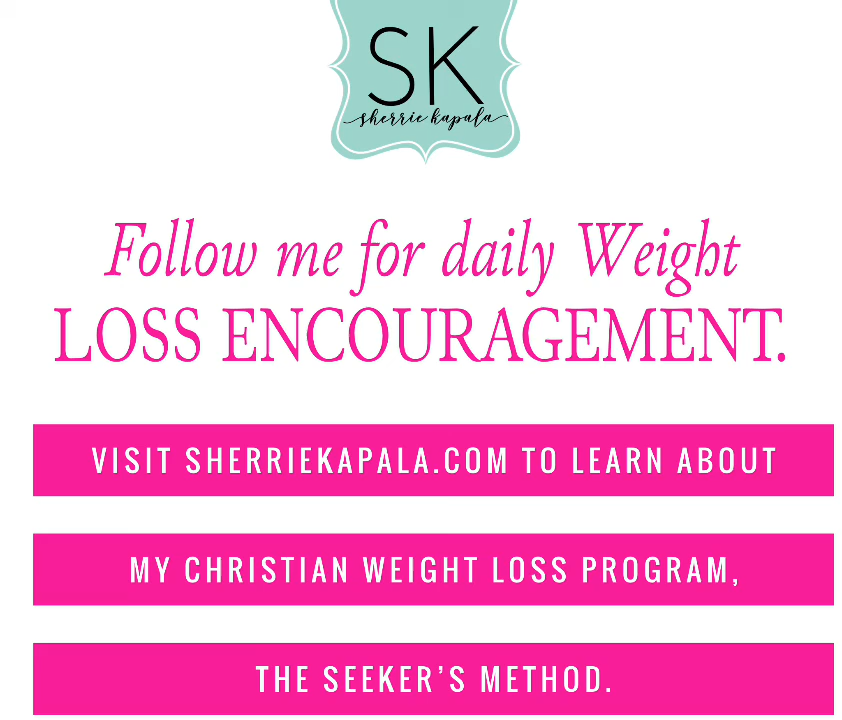 SK
sherrie kapala
Follow me for daily Weight
LOSS ENCOURAGEMENT.
VISIT SHERRIEKAPALA.COM TO LEARN ABOUT
MY CHRISTIAN WEIGHT LOSS PROGRAM,
THE SEEKER'S METHOD.